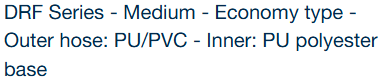 DRF Series - Medium - Economy type -
Outer hose: PU/PVC - Inner: PU polyester
base